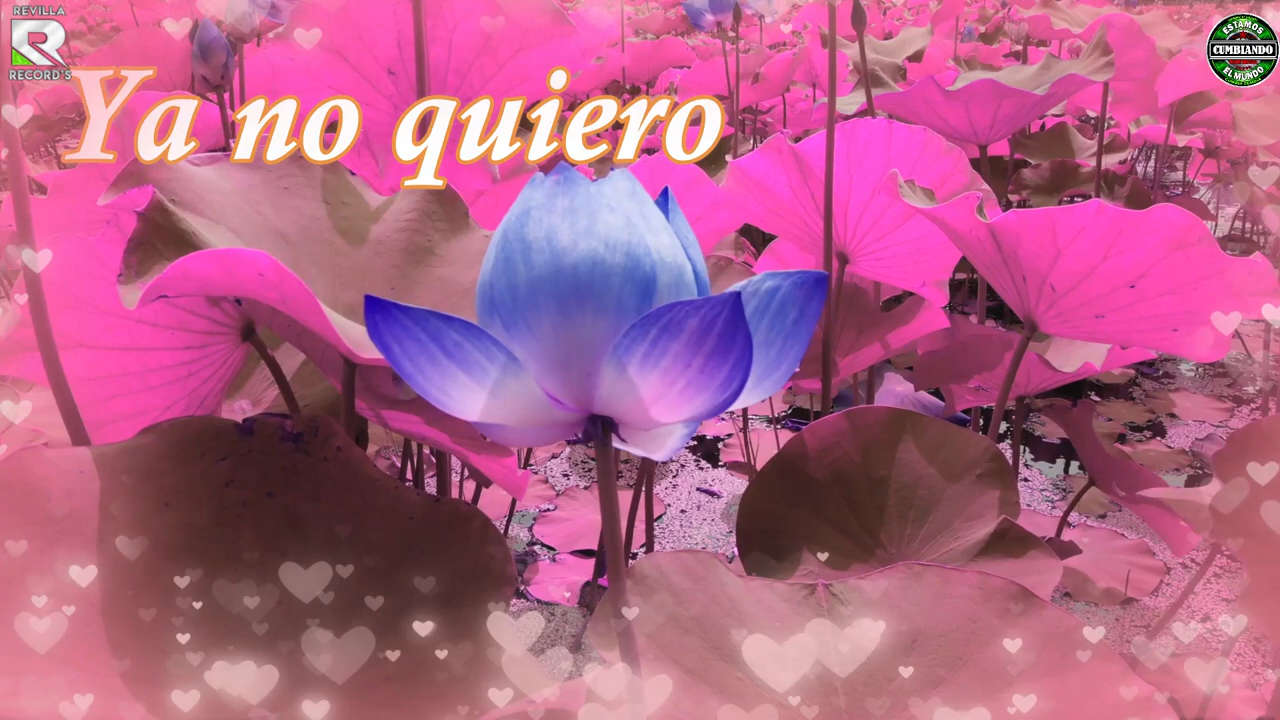 REVILLA
R
RECORD'S
ESTAMOS
CUMBIANDO
EL MUNDO
Ya no quiero